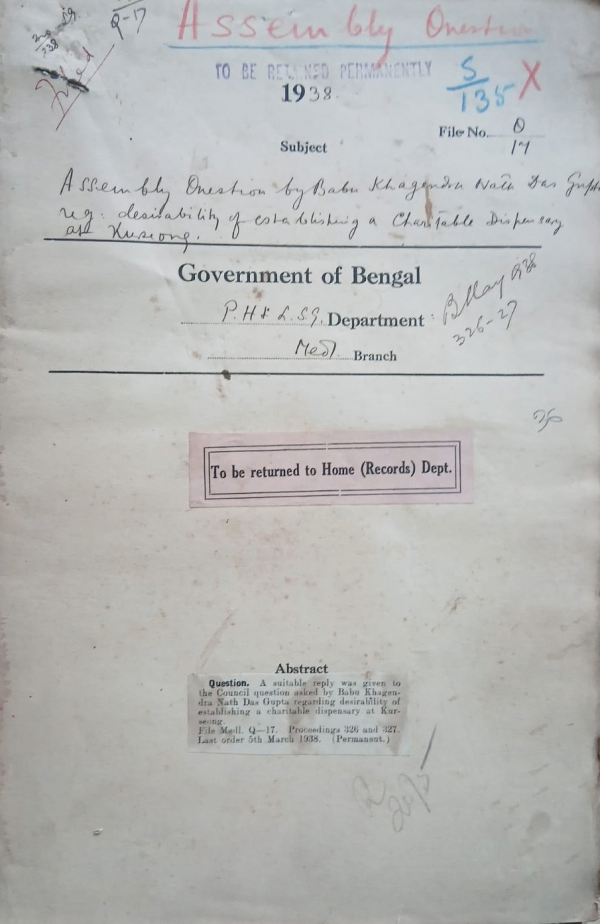 Q-17
Assembly Question
TO BE RETAINED PERMANENTLY
Filed
1938
S/135 X
File No. Q/17
Subject
Assembly Question by Babu Khagendra Nath Das Gupta
reg: desirability of establishing a Charitable Dispensary
at Kurseong.
Government of Bengal
P.H & L.S.G. Department
B May 1938
326-27
Medl. Branch
To be returned to Home (Records) Dept.
Abstract
Question. A suitable reply was given to
the Council question asked by Babu Khagen-
dra Nath Das Gupta regarding desirability of
establishing a charitable dispensary at Kur-
seong.
File Medl. Q—17. Proceedings 326 and 327.
Last order 5th March 1938. (Permanent.)